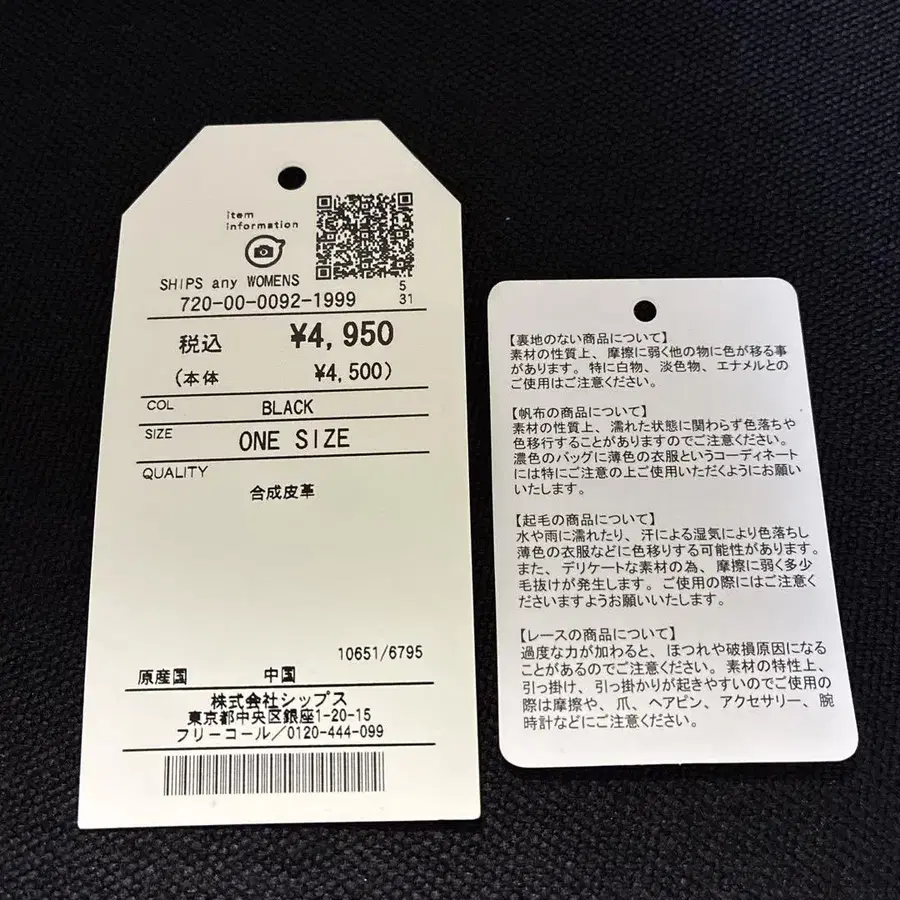 item
information
SHIPS any WOMENS
5
720-00-0092-1999
31
税込 ¥4,950
(本体 ¥4,500)
COL BLACK
SIZE ONE SIZE
QUALITY
合成皮革
10651/6795
原産国 中国
株式会社シップス
東京都中央区銀座1-20-15
フリーコール／0120-444-099
【裏地のない商品について】
素材の性質上、摩擦に弱く他の物に色が移る事
があります。特に白物、淡色物、エナメルとの
ご使用はご注意ください。
【帆布の商品について】
素材の性質上、濡れた状態に関わらず色落ちや
色移行することがありますのでご注意ください。
濃色のバッグに薄色の衣服というコーディネート
には特にご注意の上ご使用いただくようにお願い
いたします。
【起毛の商品について】
水や雨に濡れたり、汗による湿気により色落ちし
薄色の衣服などに色移りする可能性があります。
また、デリケートな素材の為、摩擦に弱く多少
毛抜けが発生します。ご使用の際にはご注意く
ださいますようお願いいたします。
【レースの商品について】
過度な力が加わると、ほつれや破損原因になる
ことがあるのでご注意ください。素材の特性上、
引っ掛け、引っ掛かりが起きやすいのでご使用の
際は摩擦や、爪、ヘアピン、アクセサリー、腕
時計などにご注意ください。